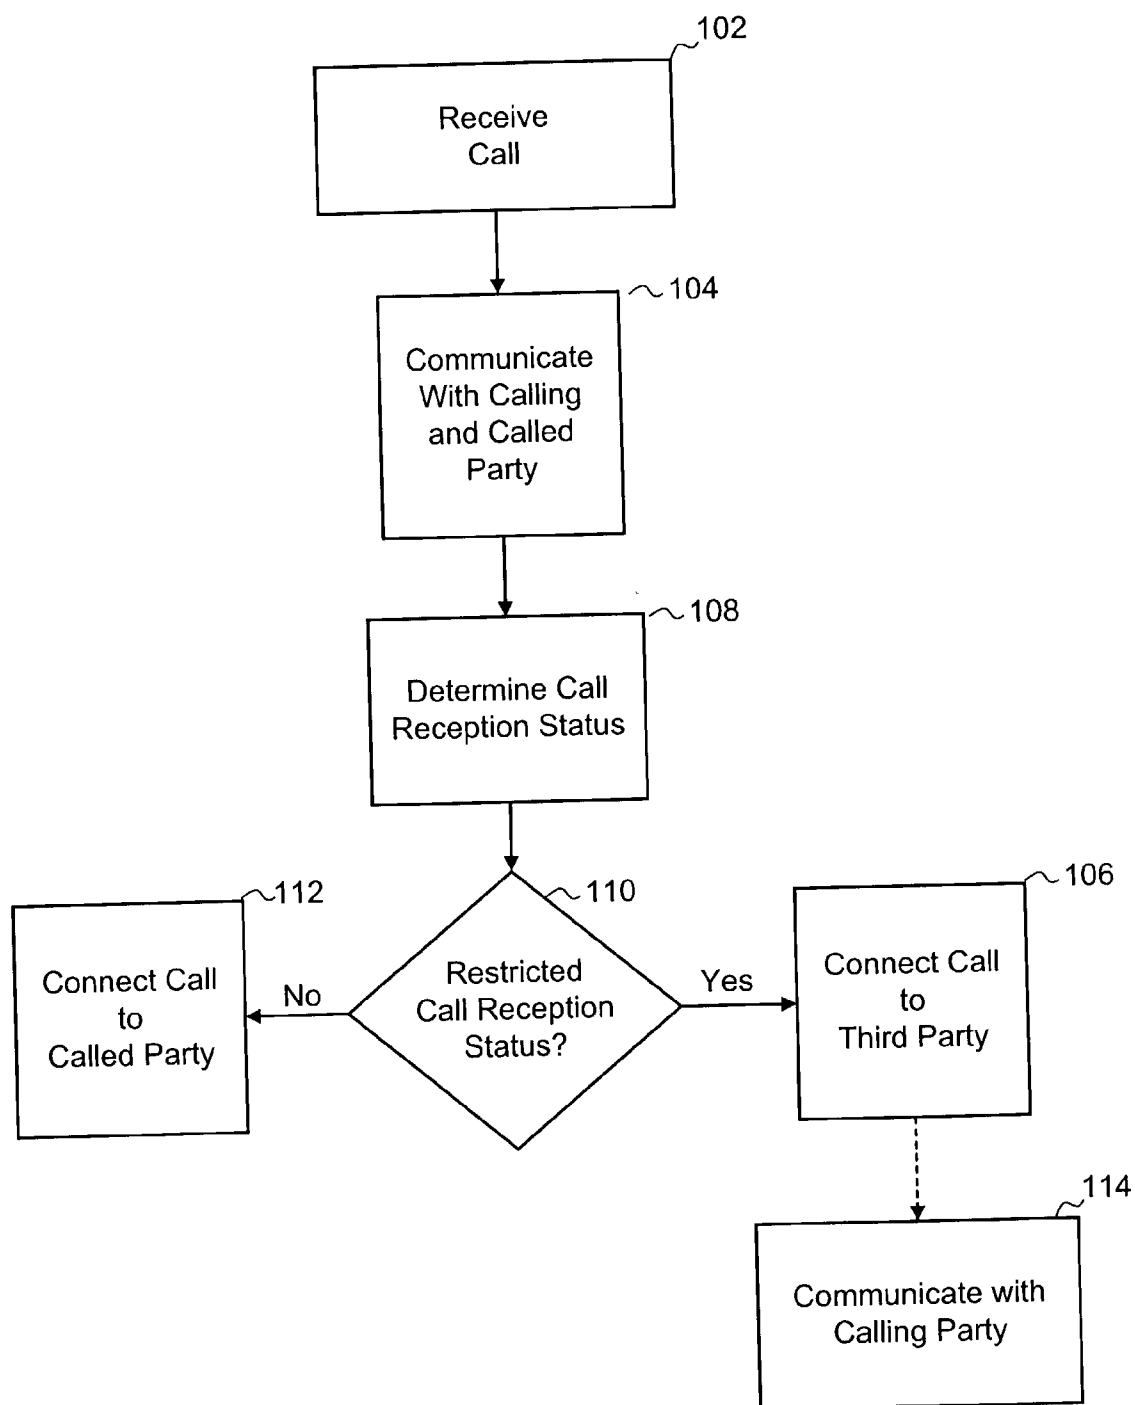 102
Receive
Call
104
Communicate
With Calling
and Called
Party
108
Determine Call
Reception Status
110
Restricted
Call Reception
Status?
No
Yes
112
Connect Call
to
Called Party
106
Connect Call
to
Third Party
114
Communicate with
Calling Party